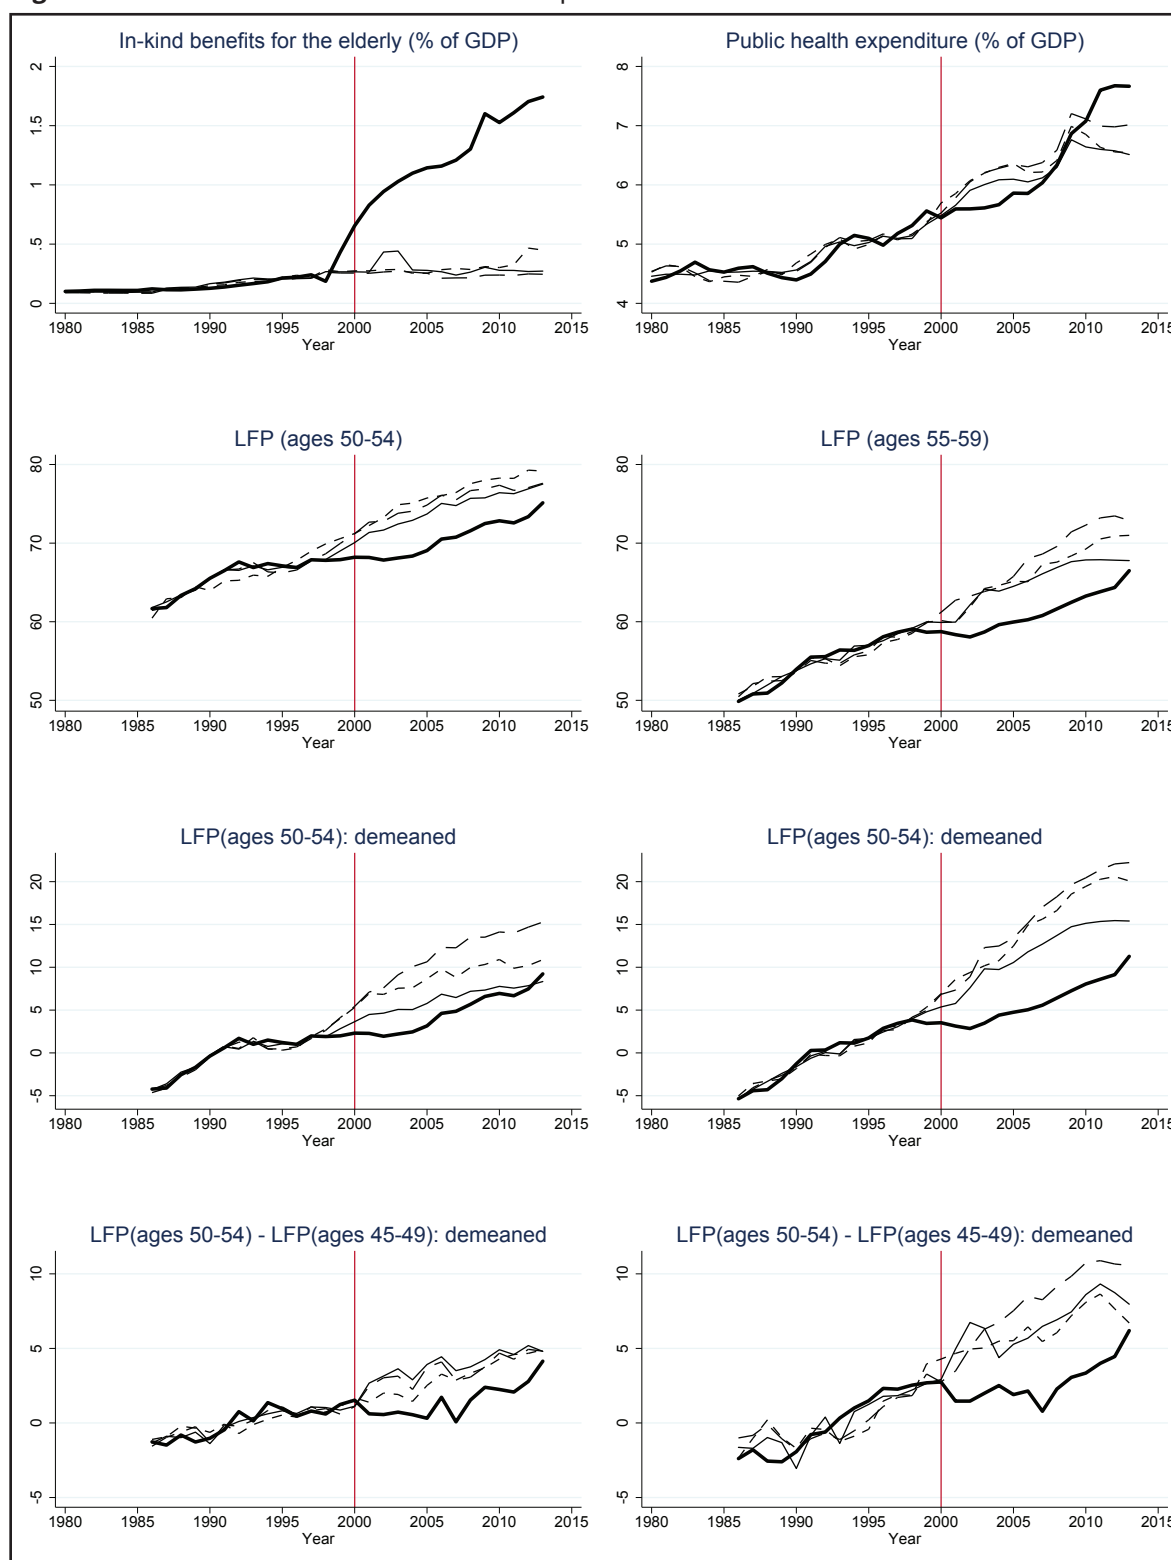 In-kind benefits for the elderly (% of GDP)
2
1.5
1
.5
0
1980 1985 1990 1995 2000 2005 2010 2015
Year
Public health expenditure (% of GDP)
8
7
6
5
4
1980 1985 1990 1995 2000 2005 2010 2015
Year
LFP (ages 50-54)
80
70
60
50
1980 1985 1990 1995 2000 2005 2010 2015
Year
LFP (ages 55-59)
80
70
60
50
1980 1985 1990 1995 2000 2005 2010 2015
Year
LFP(ages 50-54): demeaned
20
15
10
5
0
-5
1980 1985 1990 1995 2000 2005 2010 2015
Year
LFP(ages 50-54): demeaned
20
15
10
5
0
-5
1980 1985 1990 1995 2000 2005 2010 2015
Year
LFP(ages 50-54) - LFP(ages 45-49): demeaned
10
5
0
-5
1980 1985 1990 1995 2000 2005 2010 2015
Year
LFP(ages 50-54) - LFP(ages 45-49): demeaned
10
5
0
-5
1980 1985 1990 1995 2000 2005 2010 2015
Year